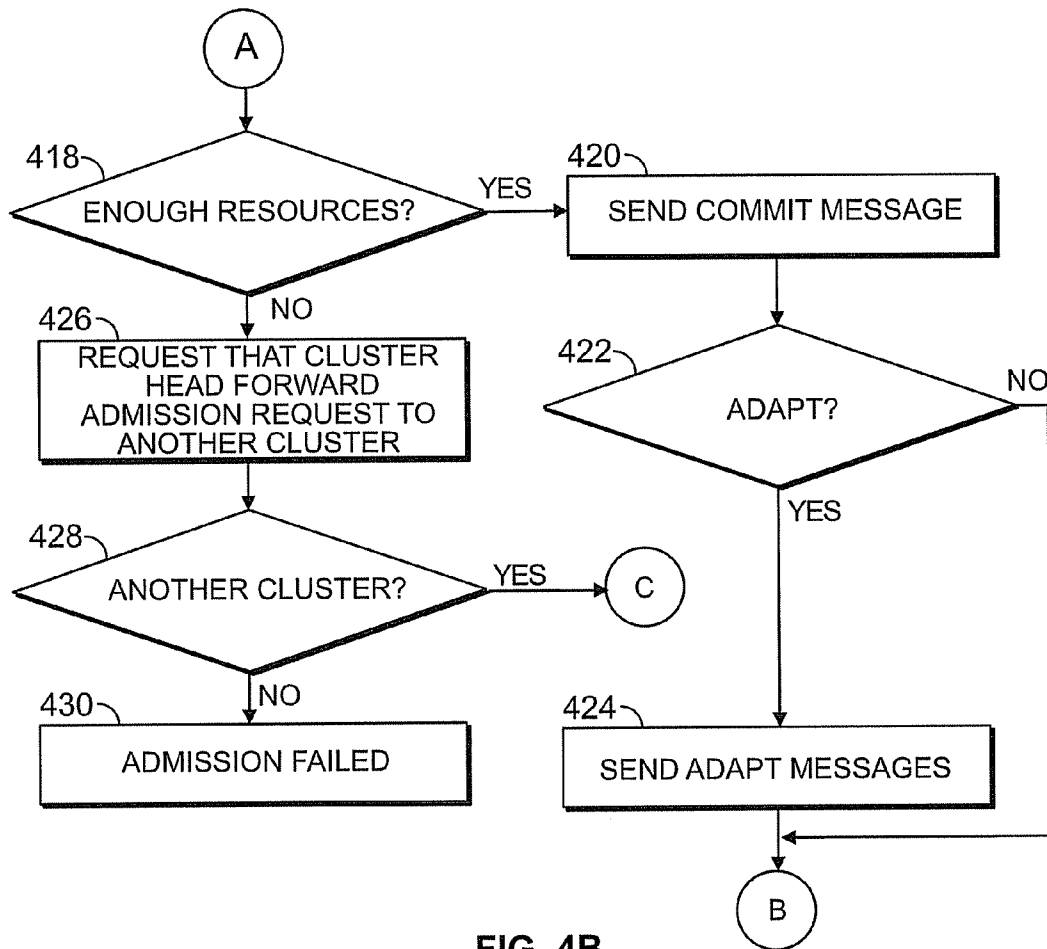 A
418
ENOUGH RESOURCES?
YES
420
SEND COMMIT MESSAGE
NO
426
REQUEST THAT CLUSTER
HEAD FORWARD
ADMISSION REQUEST TO
ANOTHER CLUSTER
422
ADAPT?
NO
YES
428
ANOTHER CLUSTER?
YES
C
NO
430
ADMISSION FAILED
424
SEND ADAPT MESSAGES
B
FIG. 4B